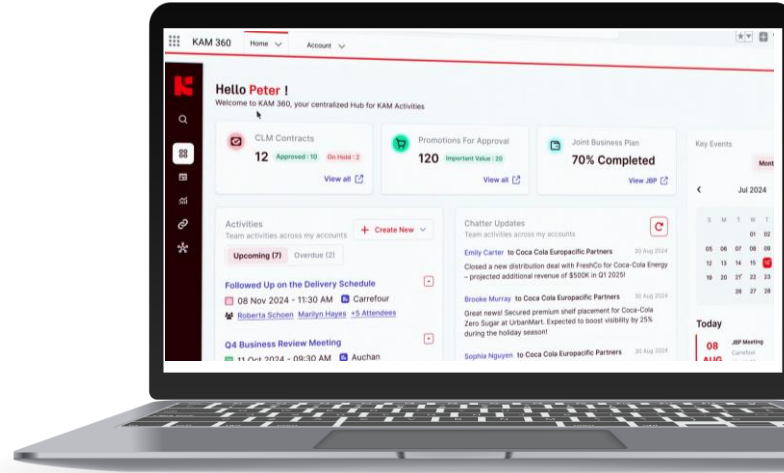 KAM 360 Home Account
Hello Peter !
Welcome to KAM 360, your centralized Hub for KAM Activities
CLM Contracts
12 Approved : 10 On Hold : 2
View all
Promotions For Approval
120 Important Value : 20
View all
Joint Business Plan
70% Completed
View JBP
Activities
Team activities across my accounts
+ Create New
Upcoming (7) Overdue (2)
Followed Up on the Delivery Schedule
08 Nov 2024 - 11:30 AM Carrefour
Roberta Schoen Marilyn Hayes +5 Attendees
Q4 Business Review Meeting
11 Oct 2024 - 09:30 AM Auchan
Chatter Updates
Team activities across my accounts
Emily Carter to Coca Cola Europacific Partners 30 Aug 2024
Closed a new distribution deal with FreshCo for Coca-Cola Energy
– projected additional revenue of $500K in Q1 2025!
Brooke Murray to Coca Cola Europacific Partners 30 Aug 2024
Great news! Secured premium shelf placement for Coca-Cola
Zero Sugar at UrbanMart. Expected to boost visibility by 25%
during the holiday season!
Sophia Nguyen to Coca Cola Europacific Partners 30 Aug 2024
Key Events
Mont
Jul 2024
S M T W T
01 02
05 06 07 08 09
12 13 14 15
19 20 21 22 23
26 27 28
Today
08 JBP Meeting
AUG Carrefour